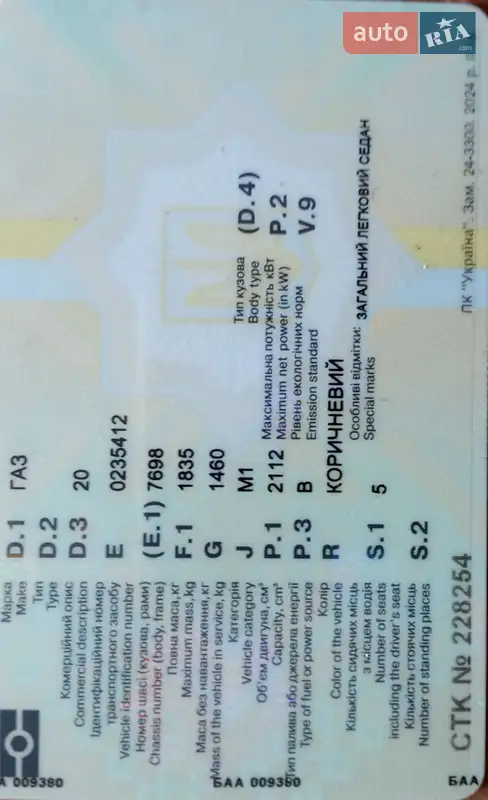 auto RIA .com
Марка D.1 ГАЗ
Make
Тип D.2
Type
Комерційний опис D.3 20
Commercial description
Ідентифікаційний номер E 0235412
транспортного засобу
Vehicle identification number
Номер шасі (кузова, рами) (E.1) 7698
Chassis number (body, frame)
Повна маса, кг F.1 1835
Maximum mass, kg
Маса без навантаження, кг G 1460
Mass of the vehicle in service, kg
Категорія J M1 Тип кузова (D.4)
Vehicle category Body type
Об'єм двигуна, см³ P.1 2112 Максимальна потужність кВт P.2
Capacity, cm³ Maximum net power (in kW)
Тип палива або джерела енергії P.3 B Рівень екологічних норм V.9
Type of fuel or power source Emission standard
Колір R КОРИЧНЕВИЙ
Color of the vehicle
Кількість сидячих місць S.1 5 Особливі відмітки: ЗАГАЛЬНИЙ ЛЕГКОВИЙ СЕДАН
з місцем водія Special marks
Number of seats
including the driver's seat
Кількість стоячих місць S.2
Number of standing places
СТК № 228254
ПК "Україна". Зам. 24-3300, 2024 р.
А 009380
БАА 009380
БАА